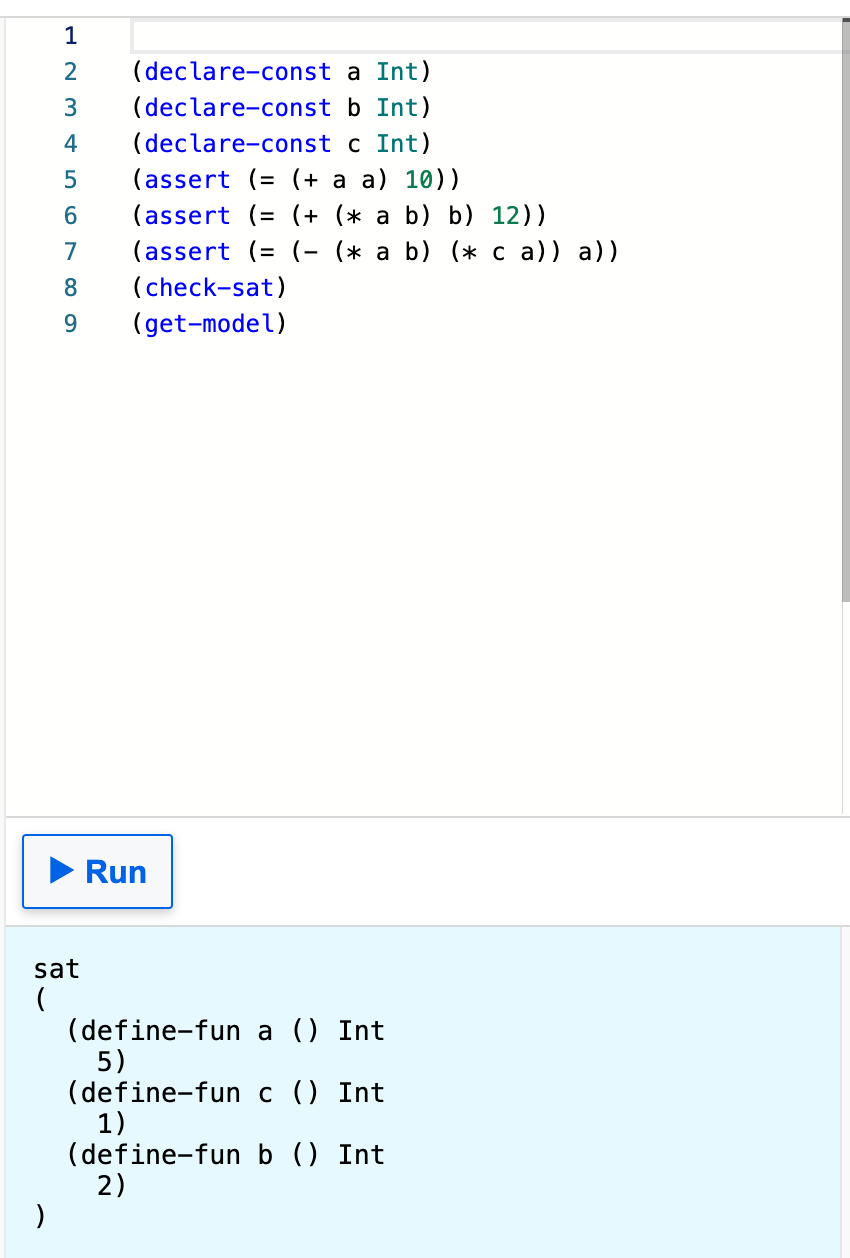 1
2 (declare-const a Int)
3 (declare-const b Int)
4 (declare-const c Int)
5 (assert (= (+ a a) 10))
6 (assert (= (+ (* a b) b) 12))
7 (assert (= (- (* a b) (* c a)) a))
8 (check-sat)
9 (get-model)
Run
sat
(
  (define-fun a () Int
    5)
  (define-fun c () Int
    1)
  (define-fun b () Int
    2)
)